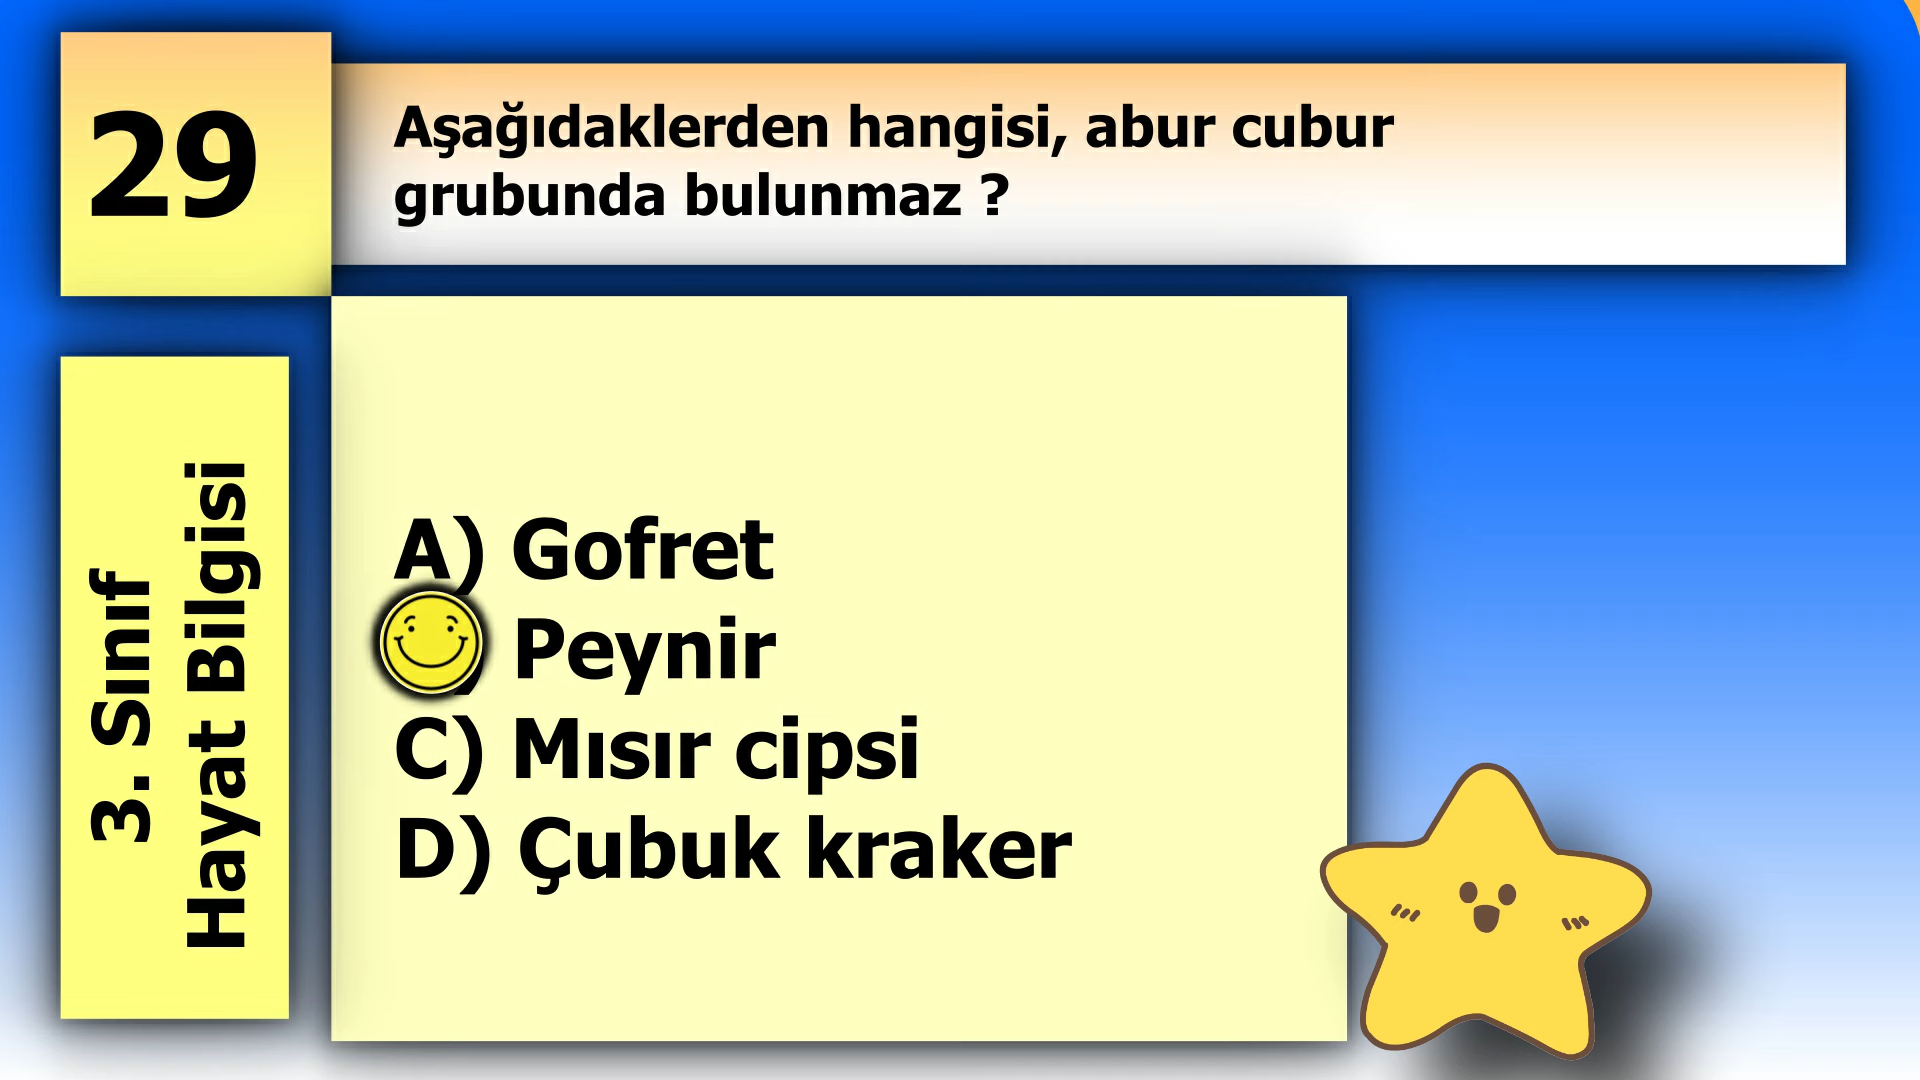 29
Aşağıdaklerden hangisi, abur cubur
grubunda bulunmaz ?
3. Sınıf
Hayat Bilgisi
A) Gofret
) Peynir
C) Mısır cipsi
D) Çubuk kraker